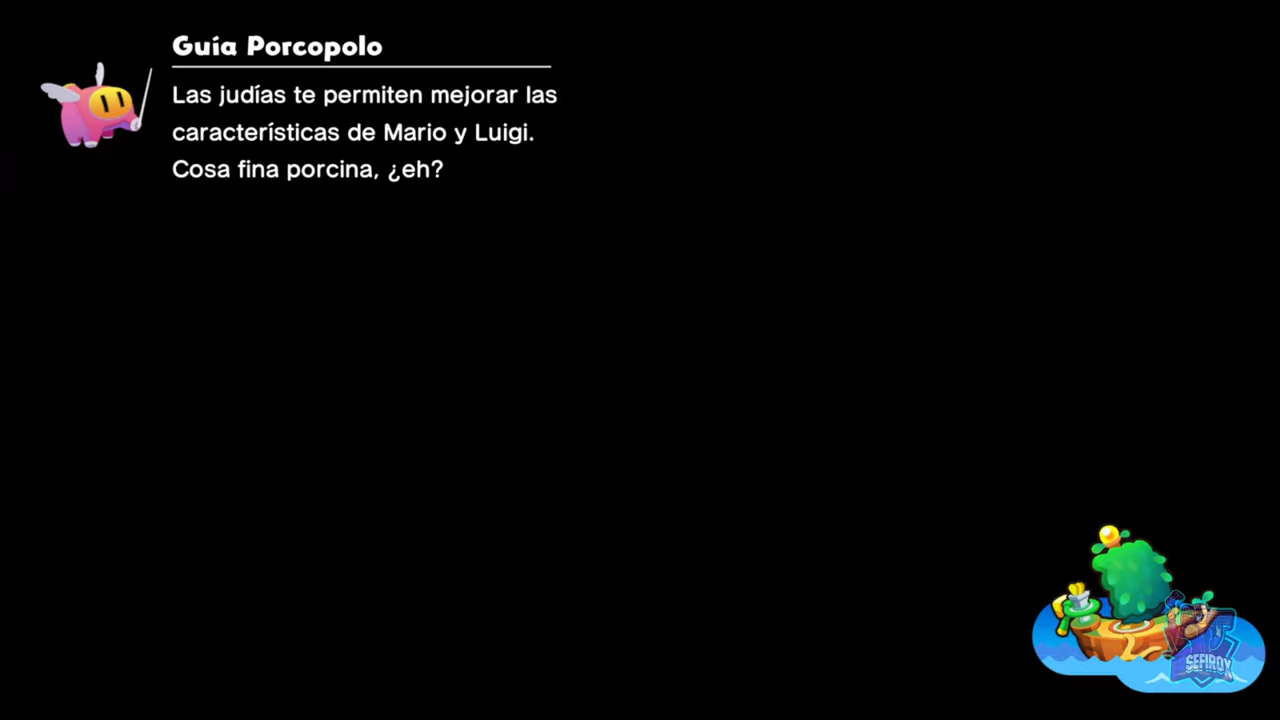 Guía Porcopolo
Las judías te permiten mejorar las
características de Mario y Luigi.
Cosa fina porcina, ¿eh?
SEFIROX